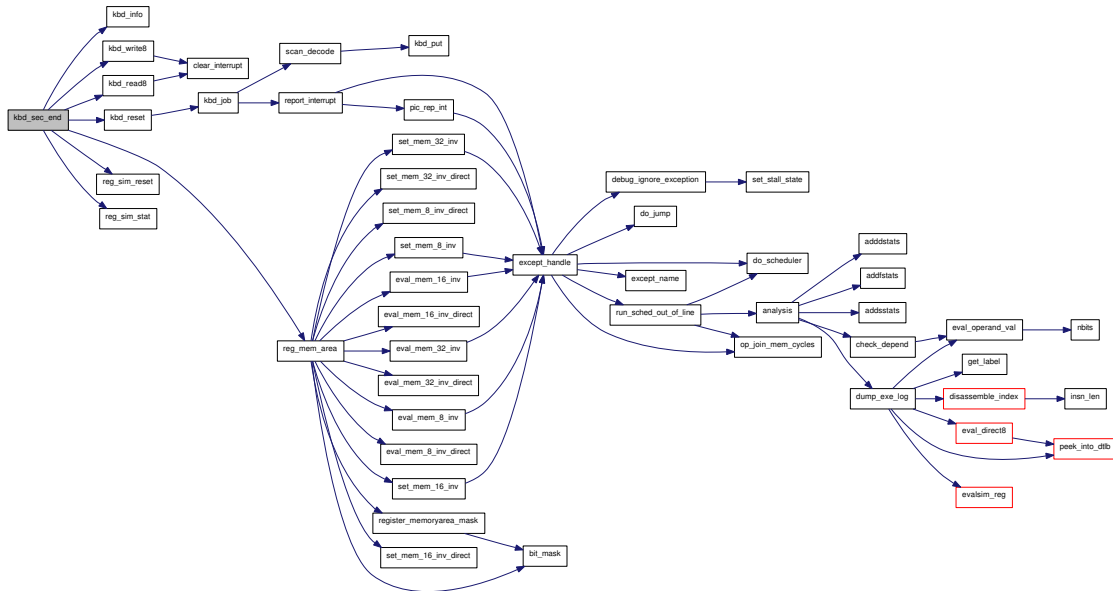 kbd_info
kbd_write8
kbd_read8
kbd_reset
kbd_sec_end
reg_sim_reset
reg_sim_stat
clear_interrupt
kbd_job
scan_decode
report_interrupt
kbd_put
pic_rep_int
reg_mem_area
set_mem_32_inv
set_mem_32_inv_direct
set_mem_8_inv_direct
set_mem_8_inv
eval_mem_16_inv
eval_mem_16_inv_direct
eval_mem_32_inv
eval_mem_32_inv_direct
eval_mem_8_inv
eval_mem_8_inv_direct
set_mem_16_inv
register_memoryarea_mask
set_mem_16_inv_direct
bit_mask
except_handle
debug_ignore_exception
set_stall_state
do_jump
do_scheduler
except_name
run_sched_out_of_line
op_join_mem_cycles
analysis
adddstats
addfstats
addsstats
check_depend
dump_exe_log
eval_operand_val
nbits
get_label
disassemble_index
insn_len
eval_direct8
peek_into_dtlb
evalsim_reg